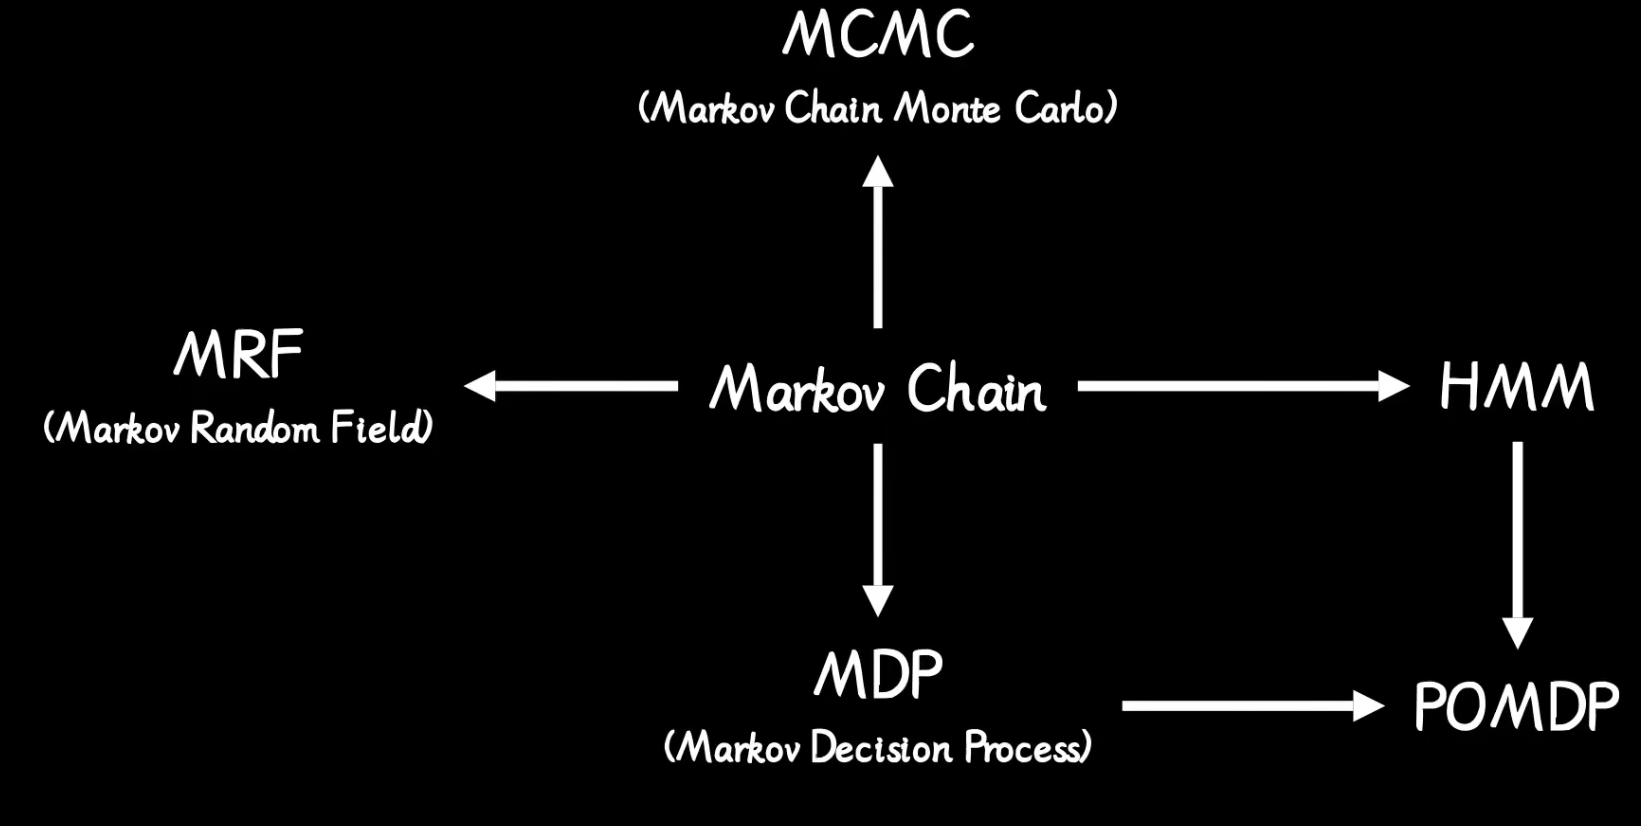 MCMC
(Markov Chain Monte Carlo)
MRF
(Markov Random Field)
Markov Chain
HMM
MDP
(Markov Decision Process)
POMDP